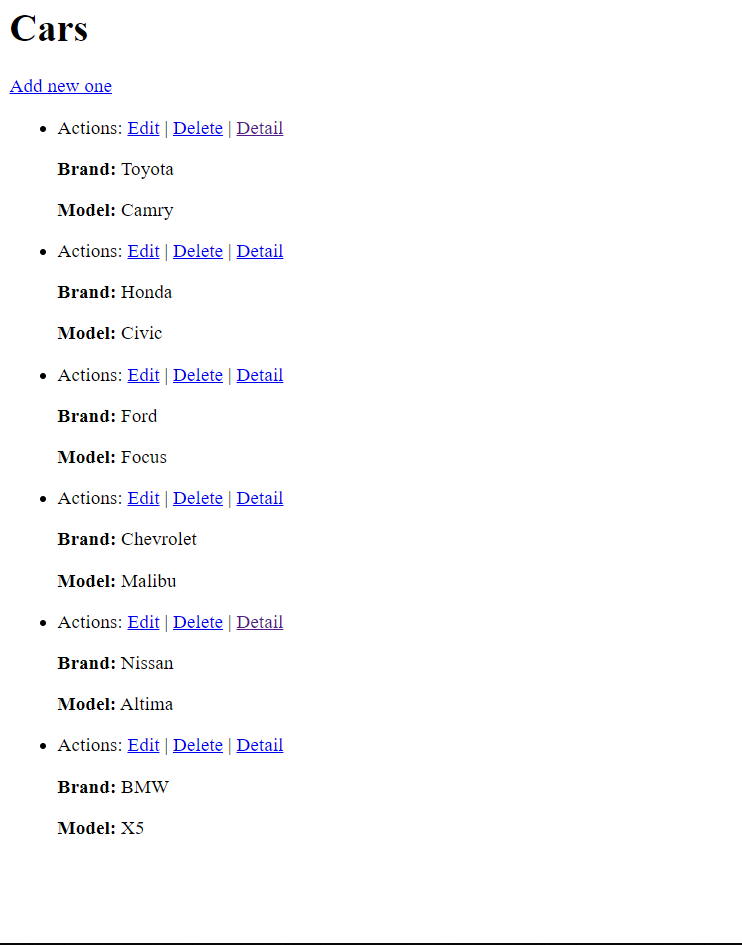 Cars
Add new one
Actions: Edit | Delete | Detail
Brand: Toyota
Model: Camry
Actions: Edit | Delete | Detail
Brand: Honda
Model: Civic
Actions: Edit | Delete | Detail
Brand: Ford
Model: Focus
Actions: Edit | Delete | Detail
Brand: Chevrolet
Model: Malibu
Actions: Edit | Delete | Detail
Brand: Nissan
Model: Altima
Actions: Edit | Delete | Detail
Brand: BMW
Model: X5